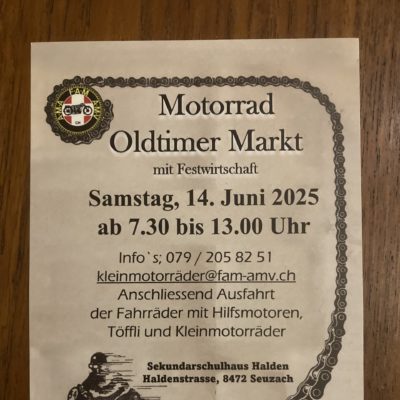 FAM
Motorrad
Oldtimer Markt
mit Festwirtschaft
Samstag, 14. Juni 2025
ab 7.30 bis 13.00 Uhr
Info`s; 079 / 205 82 51
kleinmotorräder@fam-amv.ch
Anschliessend Ausfahrt
der Fahrräder mit Hilfsmotoren,
Töffli und Kleinmotorräder
Sekundarschulhaus Halden
Haldenstrasse, 8472 Seuzach